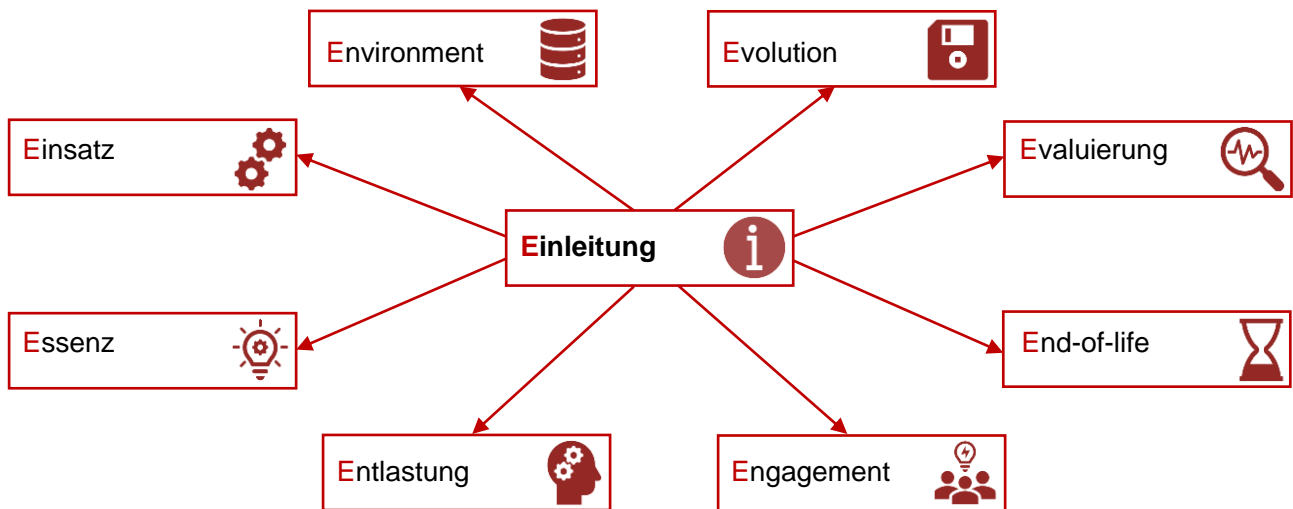 Environment
Evolution
Einsatz
Evaluierung
Einleitung
Essenz
End-of-life
Entlastung
Engagement